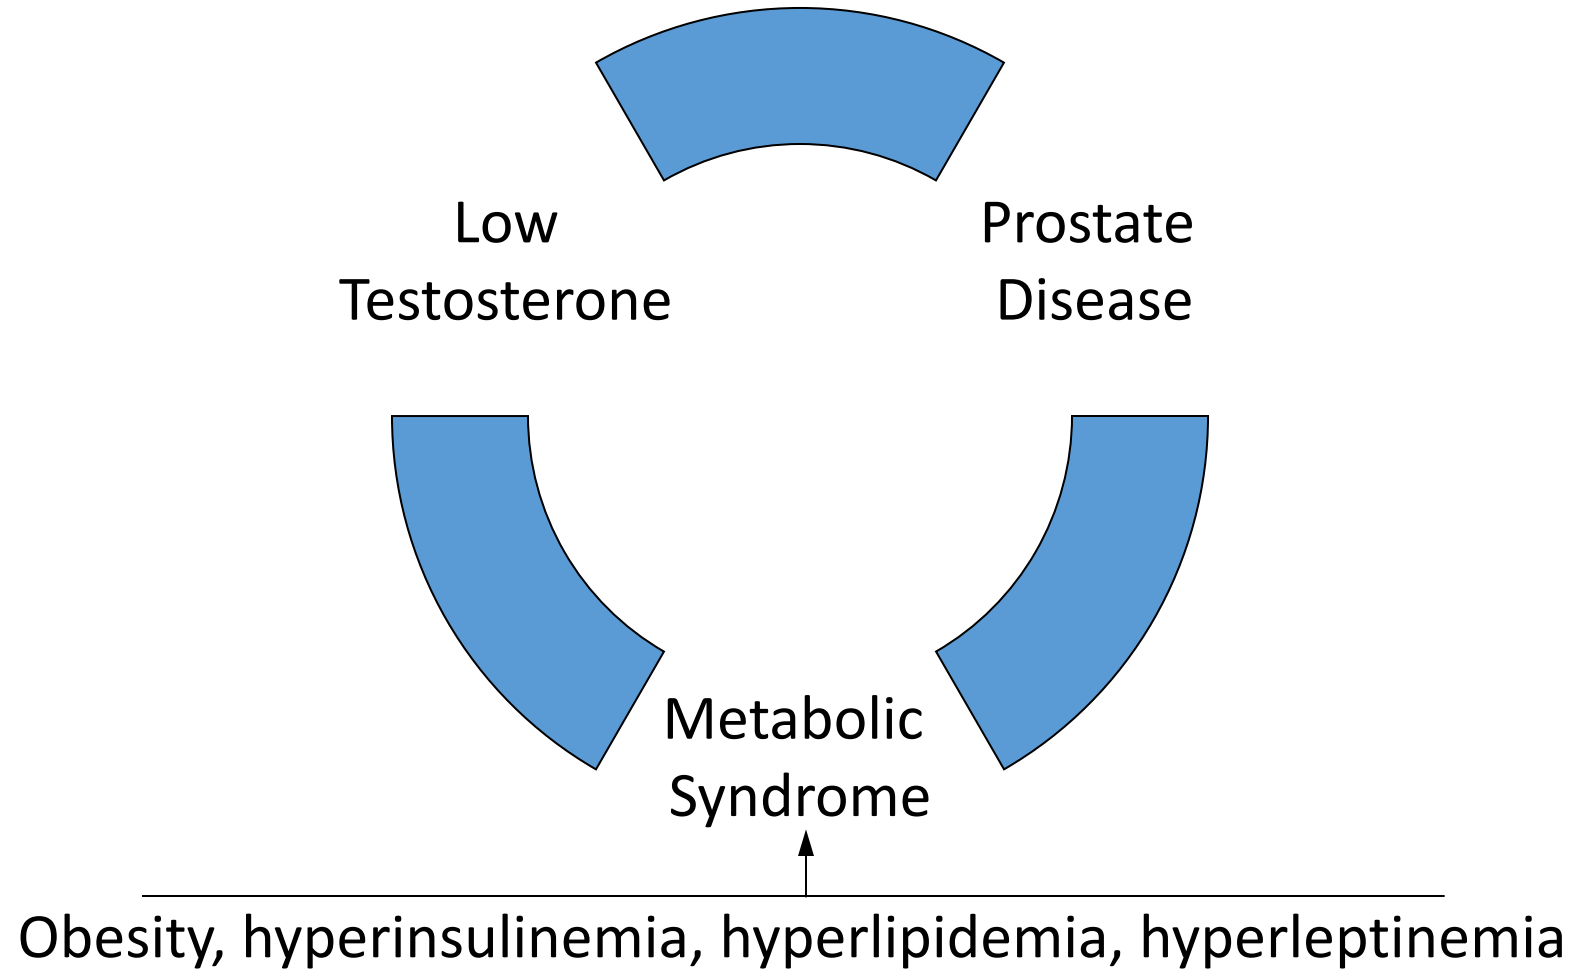 Low
Testosterone
Prostate
Disease
Metabolic
Syndrome
Obesity, hyperinsulinemia, hyperlipidemia, hyperleptinemia